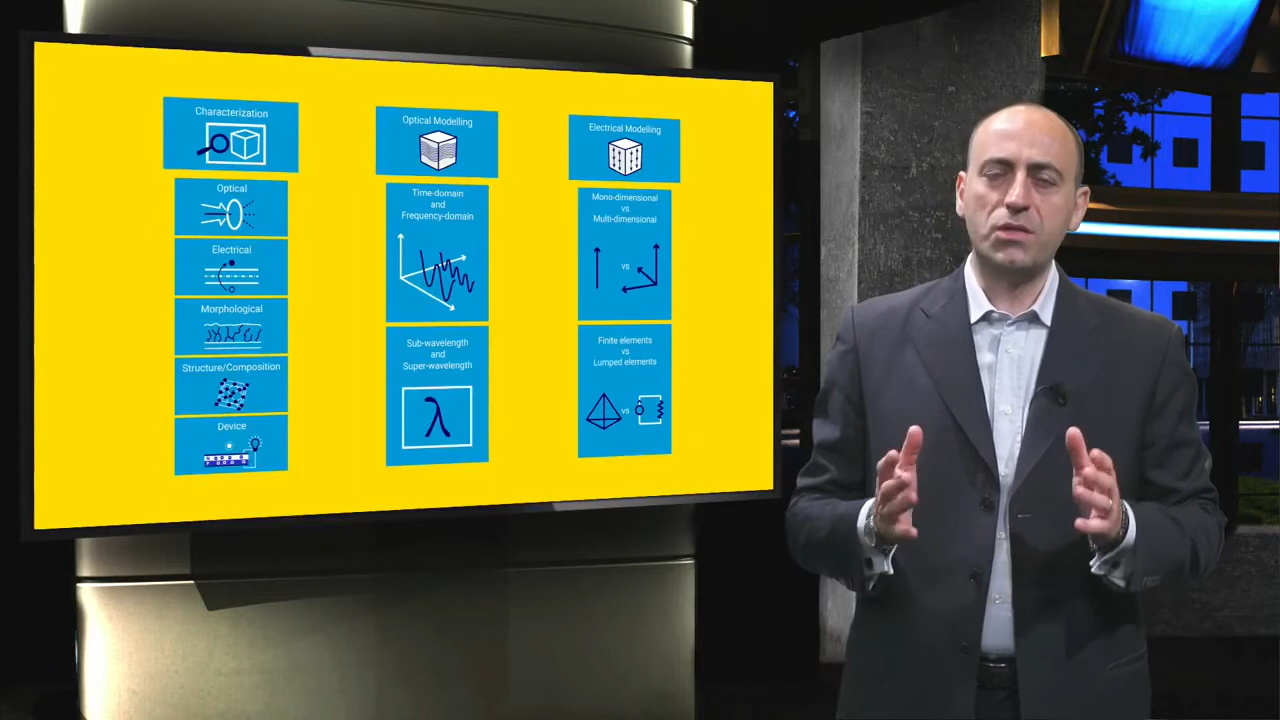 Characterization
Optical
Electrical
Morphological
Structure/Composition
Device
N
P
Optical Modelling
Time-domain
and
Frequency-domain
Sub-wavelength
and
Super-wavelength
λ
Electrical Modelling
Mono-dimensional
vs
Multi-dimensional
vs
Finite elements
vs
Lumped elements
vs